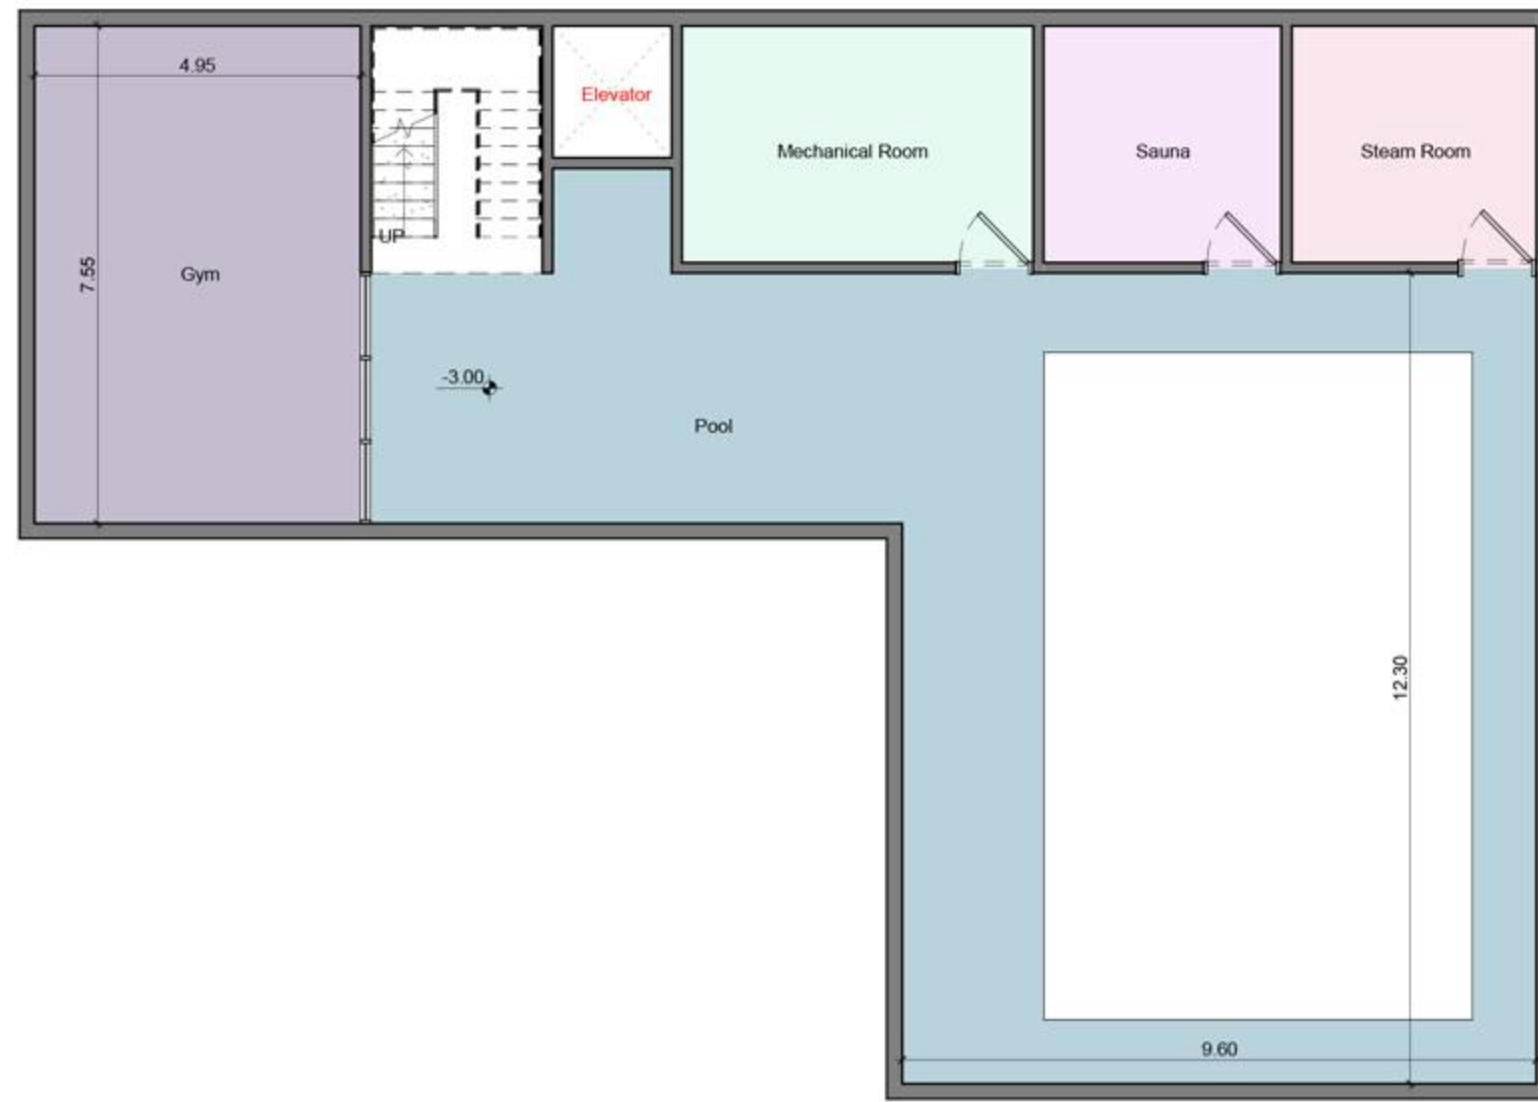 4.95
Elevator
Mechanical Room
Sauna
Steam Room
UP
7.55
Gym
-3.00
Pool
12.30
9.60